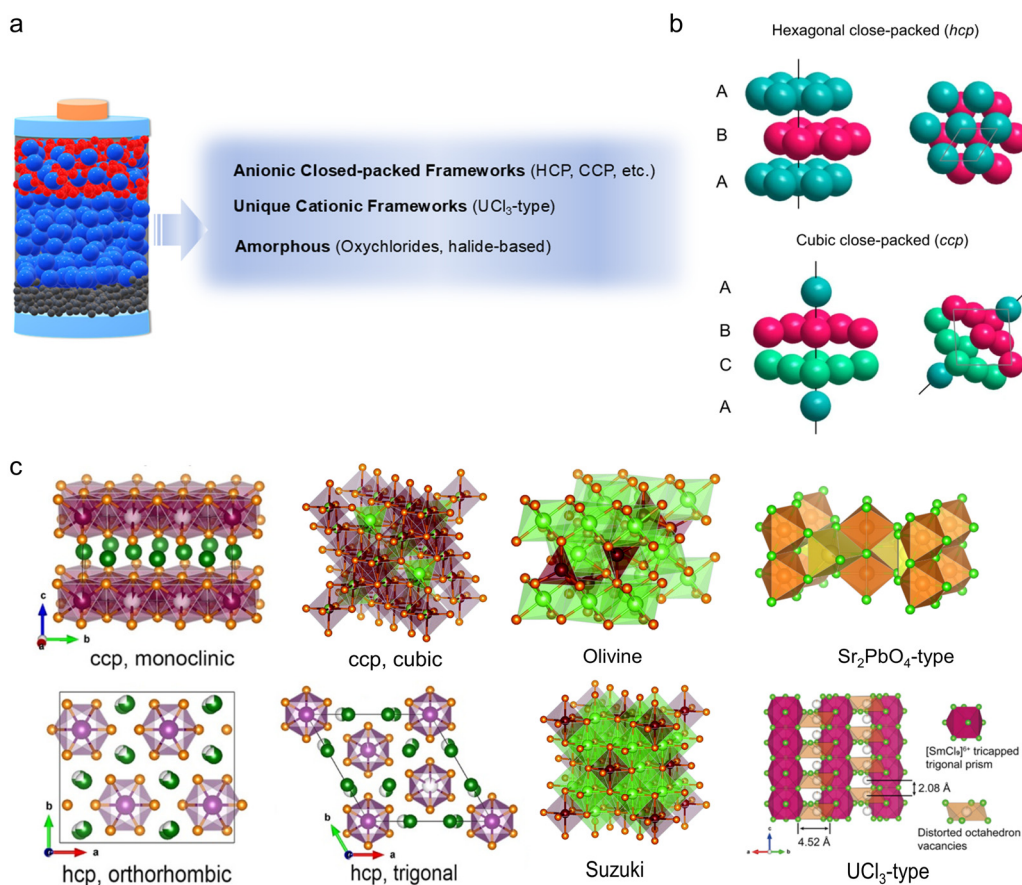 a
Anionic Closed-packed Frameworks (HCP, CCP, etc.)
Unique Cationic Frameworks (UCl₃-type)
Amorphous (Oxychlorides, halide-based)
b
Hexagonal close-packed (hcp)
A
B
A
Cubic close-packed (ccp)
A
B
C
A
c
c
b
a
ccp, monoclinic
ccp, cubic
Olivine
Sr₂PbO₄-type
b
a
hcp, orthorhombic
b
a
hcp, trigonal
Suzuki
[SmCl₉]⁶⁺ tricapped
trigonal prism
2.08 Å
Distorted octahedron
vacancies
4.52 Å
c
a
b
UCl₃-type